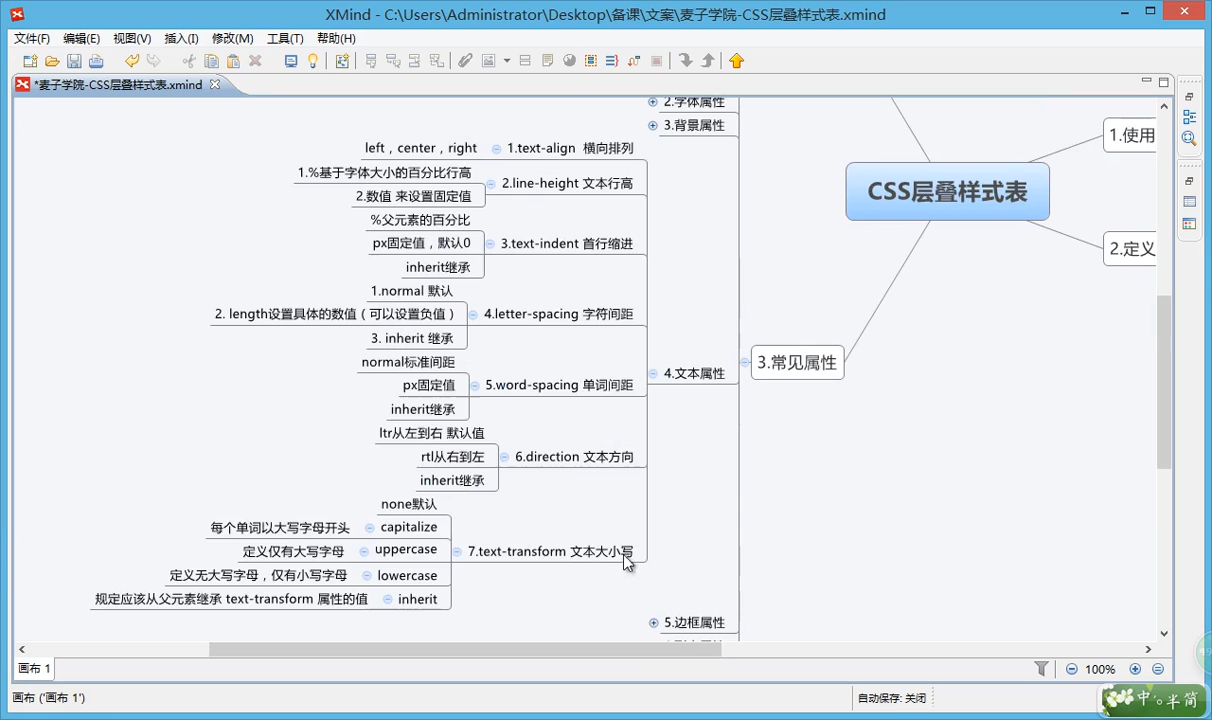 XMind - C:\Users\Administrator\Desktop\备课\文案\麦子学院-CSS层叠样式表.xmind
文件(F) 编辑(E) 视图(V) 插入(I) 修改(M) 工具(T) 帮助(H)
*麦子学院-CSS层叠样式表.xmind
2.字体属性
3.背景属性
left，center，right
1.text-align 横向排列
1.%基于字体大小的百分比行高
2.数值 来设置固定值
2.line-height 文本行高
%父元素的百分比
px固定值，默认0
inherit继承
3.text-indent 首行缩进
1.normal 默认
2. length设置具体的数值（可以设置负值）
3. inherit 继承
4.letter-spacing 字符间距
normal标准间距
px固定值
inherit继承
5.word-spacing 单词间距
ltr从左到右 默认值
rtl从右到左
inherit继承
6.direction 文本方向
none默认
每个单词以大写字母开头 capitalize
定义仅有大写字母 uppercase
定义无大写字母，仅有小写字母 lowercase
规定应该从父元素继承 text-transform 属性的值 inherit
7.text-transform 文本大小写
4.文本属性
5.边框属性
3.常见属性
CSS层叠样式表
1.使用
2.定义
画布 1
100%
画布 ('画布 1')
自动保存: 关闭
中 半 简